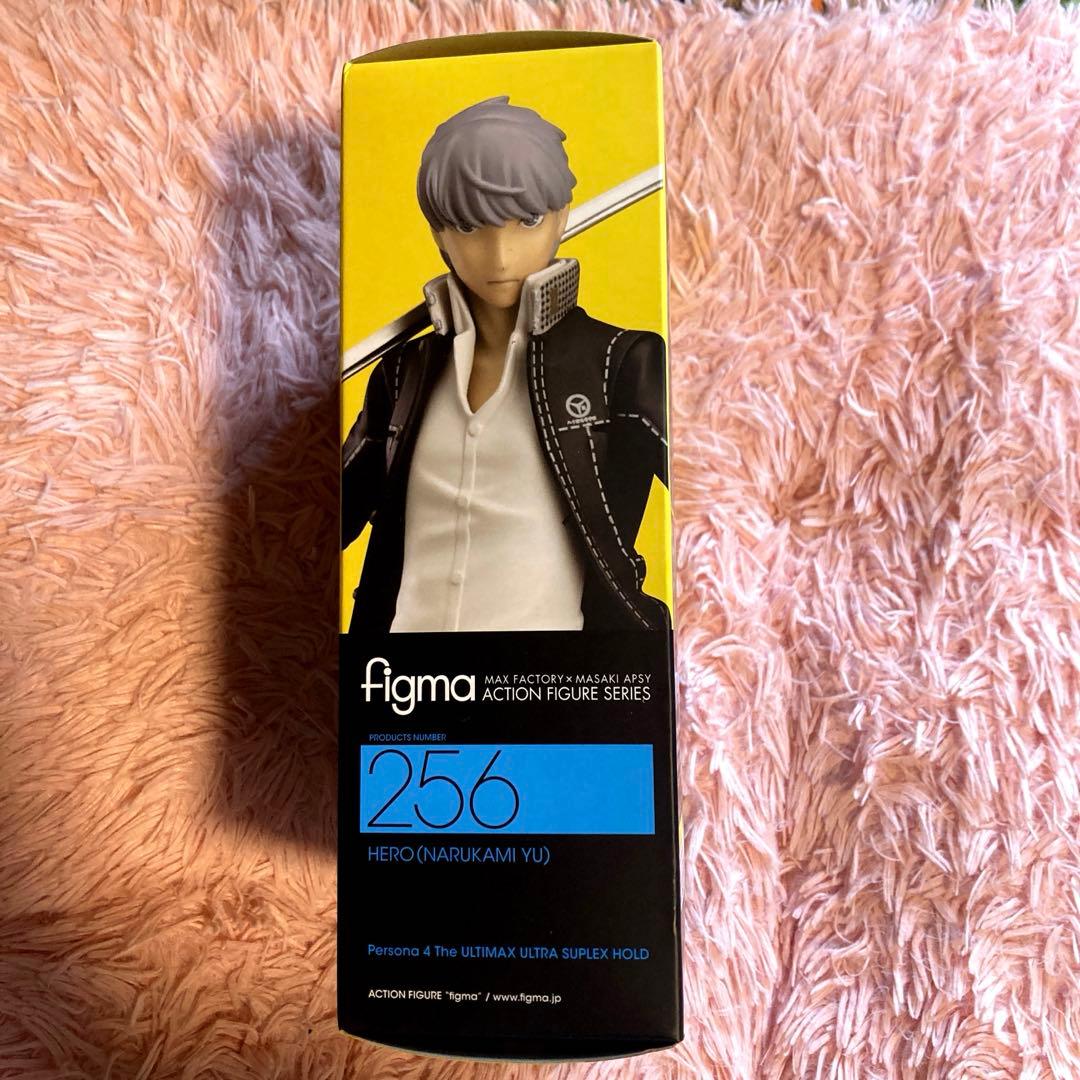 figma
MAX FACTORY × MASAKI APSY
ACTION FIGURE SERIES
PRODUCTS NUMBER
256
HERO (NARUKAMI YU)
Persona 4 The ULTIMAX ULTRA SUPLEX HOLD
ACTION FIGURE "figma" / www.figma.jp